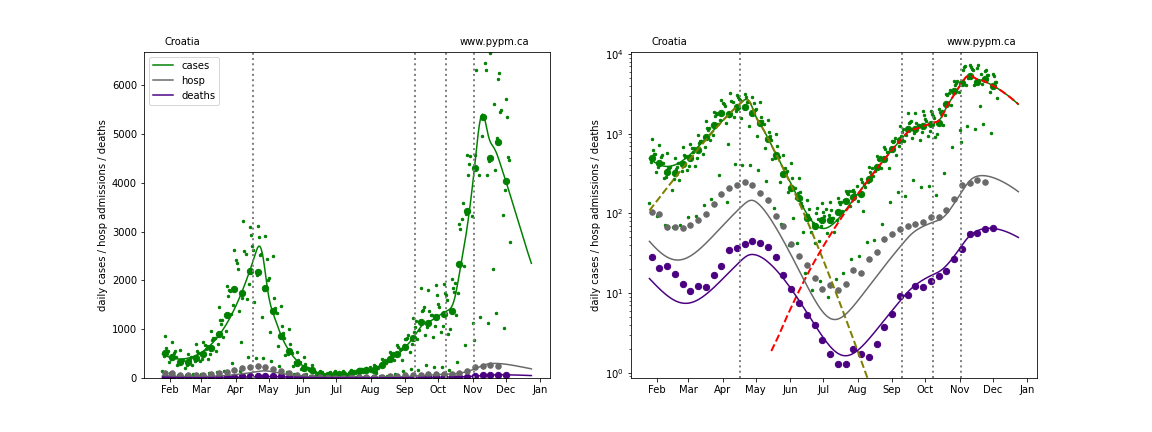 Croatia www.pypm.ca
daily cases / hosp admissions / deaths
6000
5000
4000
3000
2000
1000
0
cases
hosp
deaths
Feb Mar Apr May Jun Jul Aug Sep Oct Nov Dec Jan
Croatia www.pypm.ca
daily cases / hosp admissions / deaths
10⁴
10³
10²
10¹
10⁰
Feb Mar Apr May Jun Jul Aug Sep Oct Nov Dec Jan